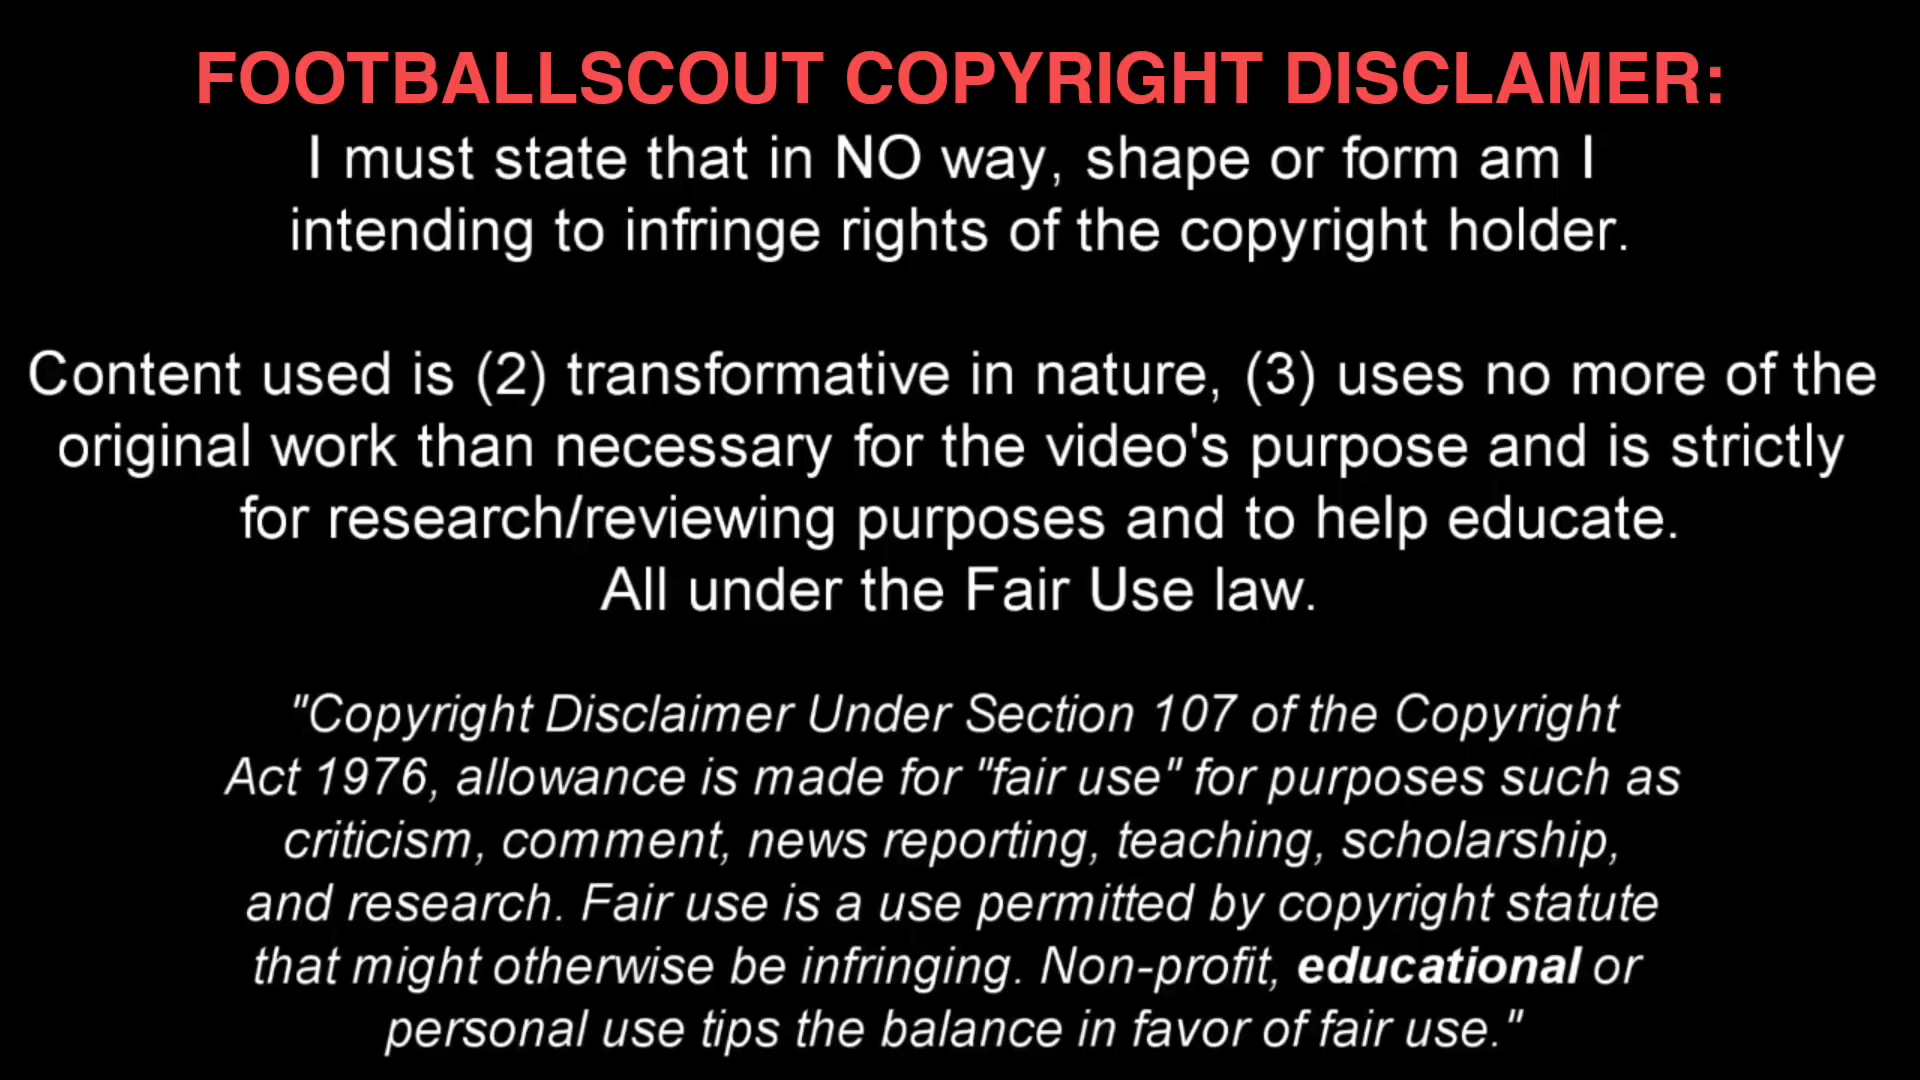 FOOTBALLSCOUT COPYRIGHT DISCLAMER:
I must state that in NO way, shape or form am I
intending to infringe rights of the copyright holder.
Content used is (2) transformative in nature, (3) uses no more of the
original work than necessary for the video's purpose and is strictly
for research/reviewing purposes and to help educate.
All under the Fair Use law.
"Copyright Disclaimer Under Section 107 of the Copyright
Act 1976, allowance is made for "fair use" for purposes such as
criticism, comment, news reporting, teaching, scholarship,
and research. Fair use is a use permitted by copyright statute
that might otherwise be infringing. Non-profit, educational or
personal use tips the balance in favor of fair use."